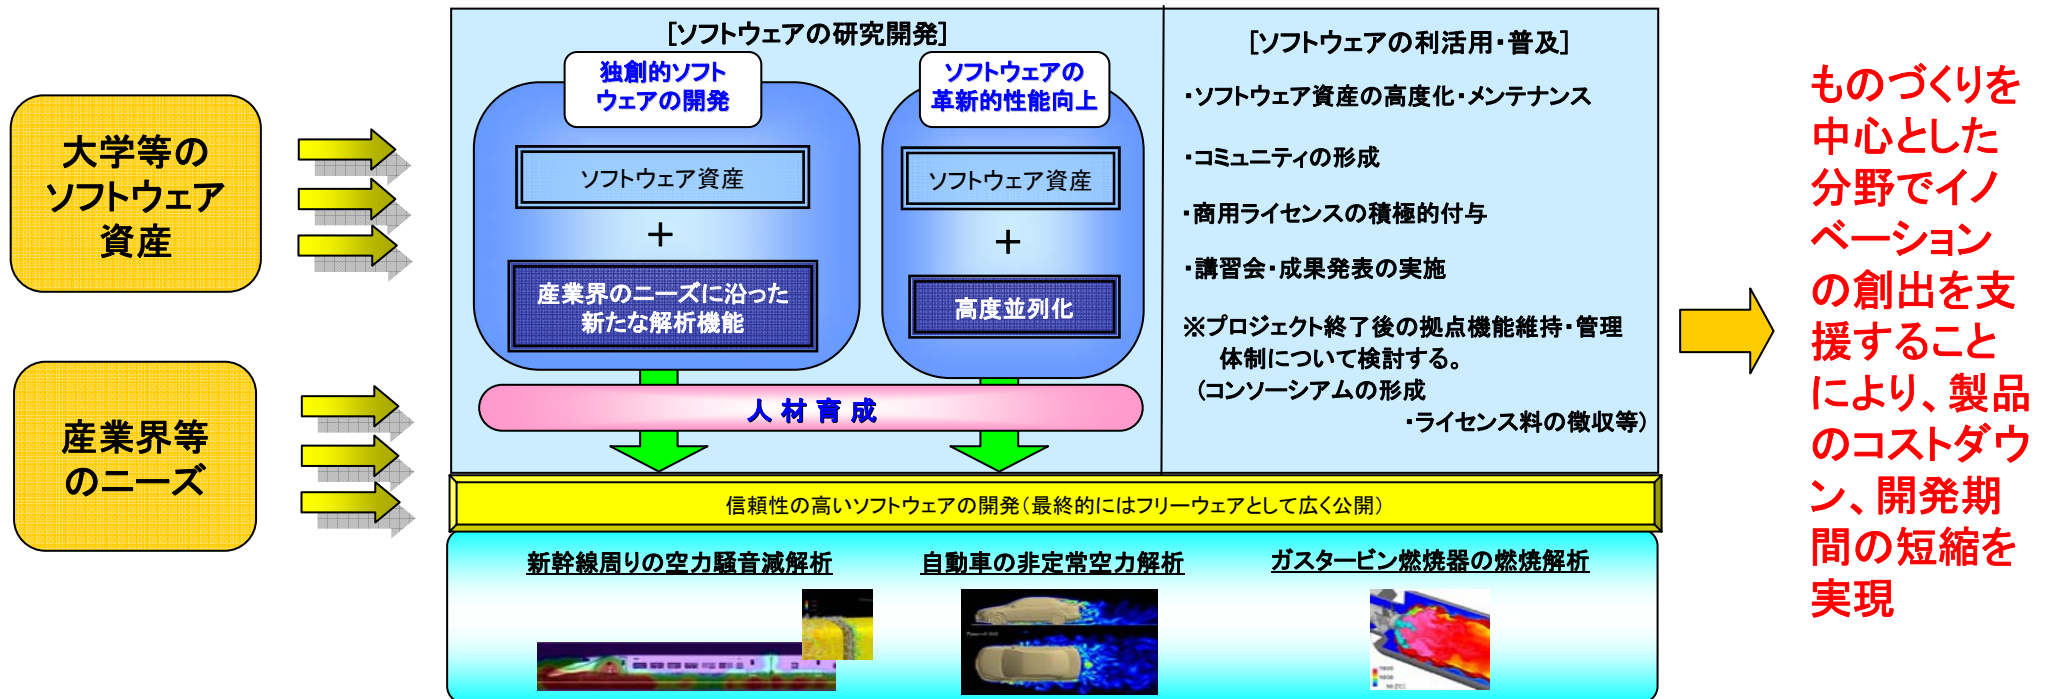 大学等の
ソフトウェア
資産
産業界等
のニーズ
[ソフトウェアの研究開発]
独創的ソフト
ウェアの開発
ソフトウェア資産
+
産業界のニーズに沿った
新たな解析機能
ソフトウェアの
革新的性能向上
ソフトウェア資産
+
高度並列化
人材育成
[ソフトウェアの利活用・普及]
・ソフトウェア資産の高度化・メンテナンス
・コミュニティの形成
・商用ライセンスの積極的付与
・講習会・成果発表の実施
※プロジェクト終了後の拠点機能維持・管理
体制について検討する。
(コンソーシアムの形成
・ライセンス料の徴収等)
信頼性の高いソフトウェアの開発(最終的にはフリーウェアとして広く公開)
新幹線周りの空力騒音減解析
自動車の非定常空力解析
ガスタービン燃焼器の燃焼解析
ものづくりを
中心とした
分野でイノ
ベーション
の創出を支
援すること
により、製品
のコストダウ
ン、開発期
間の短縮を
実現